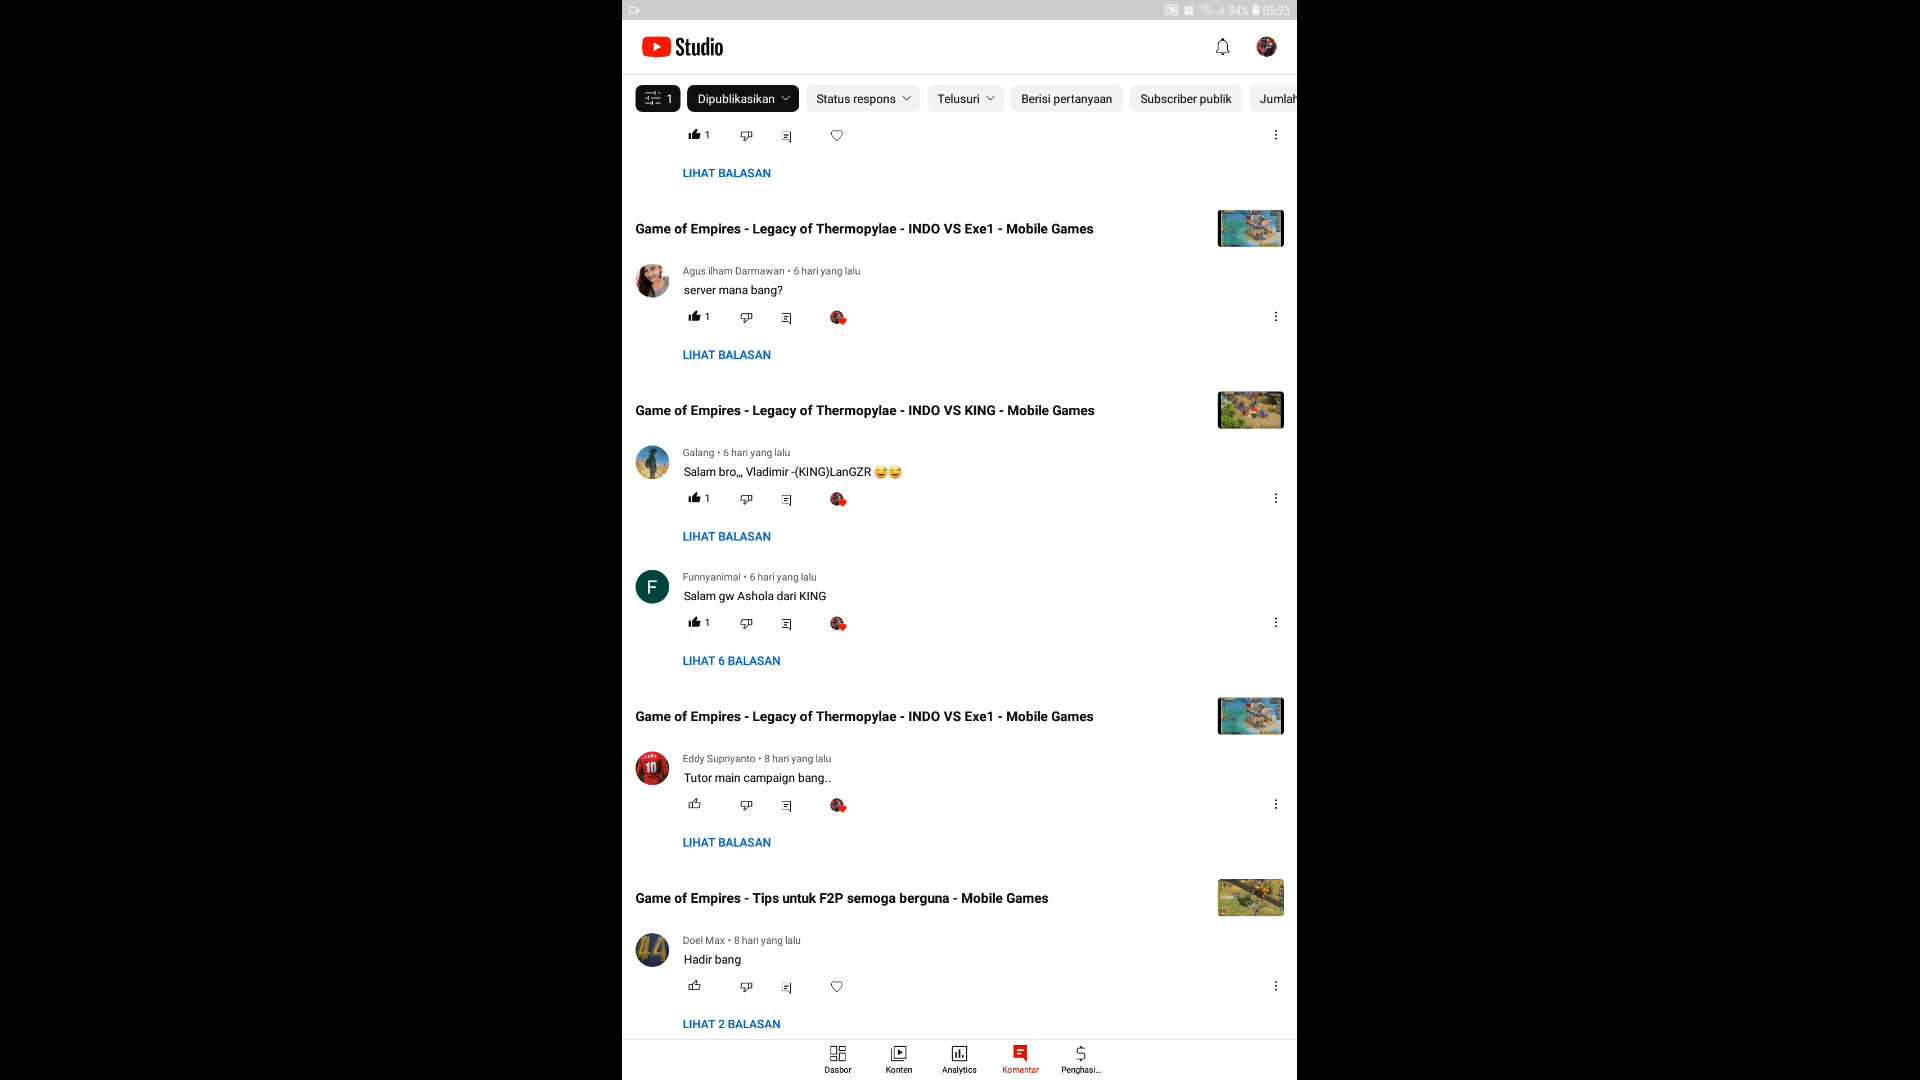 94% 05:23
Studio
1 Dipublikasikan Status respons Telusuri Berisi pertanyaan Subscriber publik Jumlah
1
LIHAT BALASAN
Game of Empires - Legacy of Thermopylae - INDO VS Exe1 - Mobile Games
Agus ilham Darmawan • 6 hari yang lalu
server mana bang?
1
LIHAT BALASAN
Game of Empires - Legacy of Thermopylae - INDO VS KING - Mobile Games
Galang • 6 hari yang lalu
Salam bro,,, Vladimir -(KING)LanGZR 😅😅
1
LIHAT BALASAN
F
Funnyanimal • 6 hari yang lalu
Salam gw Ashola dari KING
1
LIHAT 6 BALASAN
Game of Empires - Legacy of Thermopylae - INDO VS Exe1 - Mobile Games
10
Eddy Supriyanto • 8 hari yang lalu
Tutor main campaign bang..
LIHAT BALASAN
Game of Empires - Tips untuk F2P semoga berguna - Mobile Games
44
Doel Max • 8 hari yang lalu
Hadir bang
LIHAT 2 BALASAN
Dasbor Konten Analytics Komentar Penghasi...